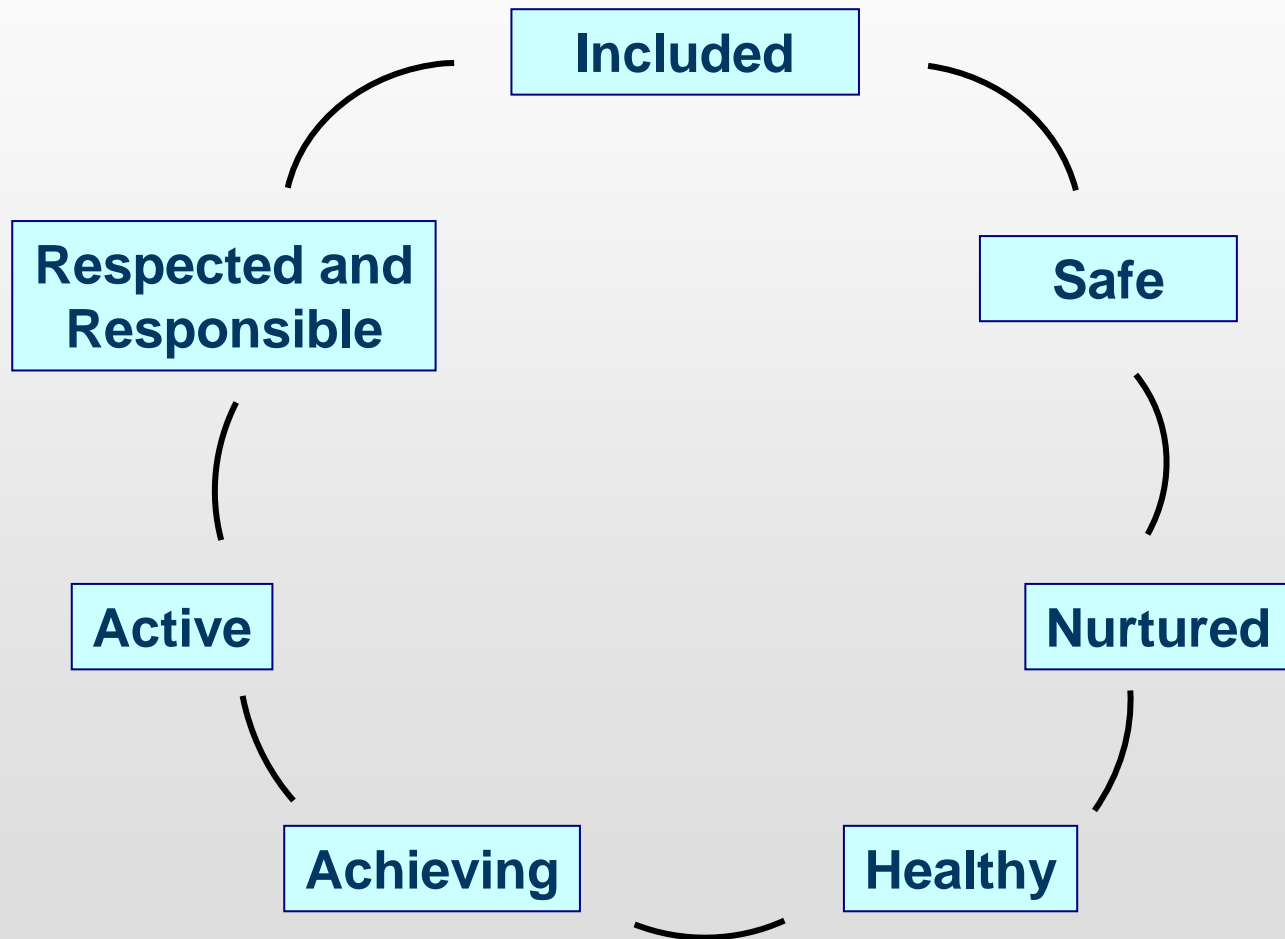 Included
Respected and
Responsible
Safe
Active
Nurtured
Achieving
Healthy